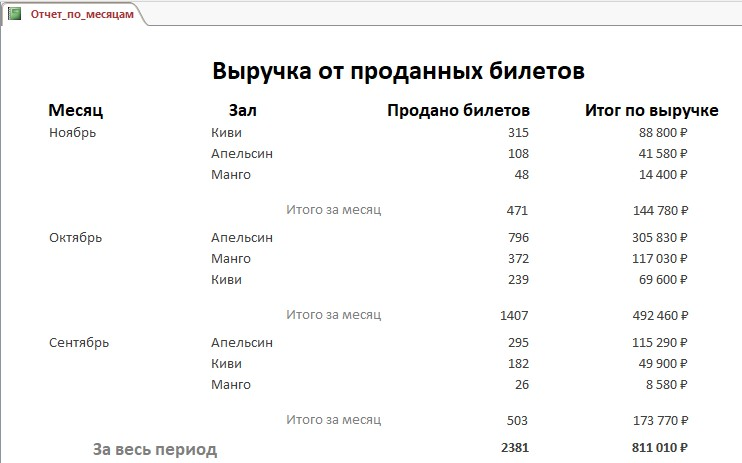 Отчет_по_месяцам
Выручка от проданных билетов
Месяц Зал Продано билетов Итог по выручке
Ноябрь Киви 315 88 800 ₽
Апельсин 108 41 580 ₽
Манго 48 14 400 ₽
Итого за месяц 471 144 780 ₽
Октябрь Апельсин 796 305 830 ₽
Манго 372 117 030 ₽
Киви 239 69 600 ₽
Итого за месяц 1407 492 460 ₽
Сентябрь Апельсин 295 115 290 ₽
Киви 182 49 900 ₽
Манго 26 8 580 ₽
Итого за месяц 503 173 770 ₽
За весь период 2381 811 010 ₽